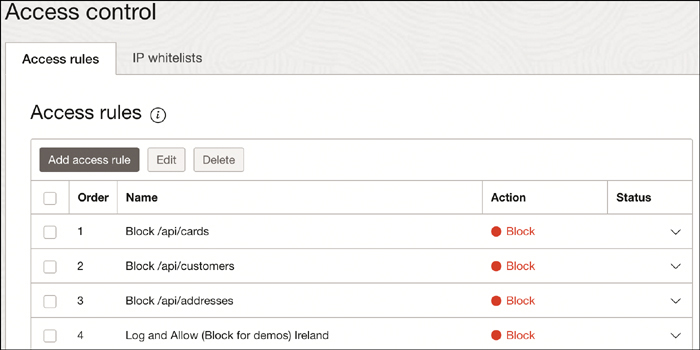 Access control
Access rules IP whitelists
Access rules i
Add access rule Edit Delete
Order Name Action Status
1 Block /api/cards Block
2 Block /api/customers Block
3 Block /api/addresses Block
4 Log and Allow (Block for demos) Ireland Block